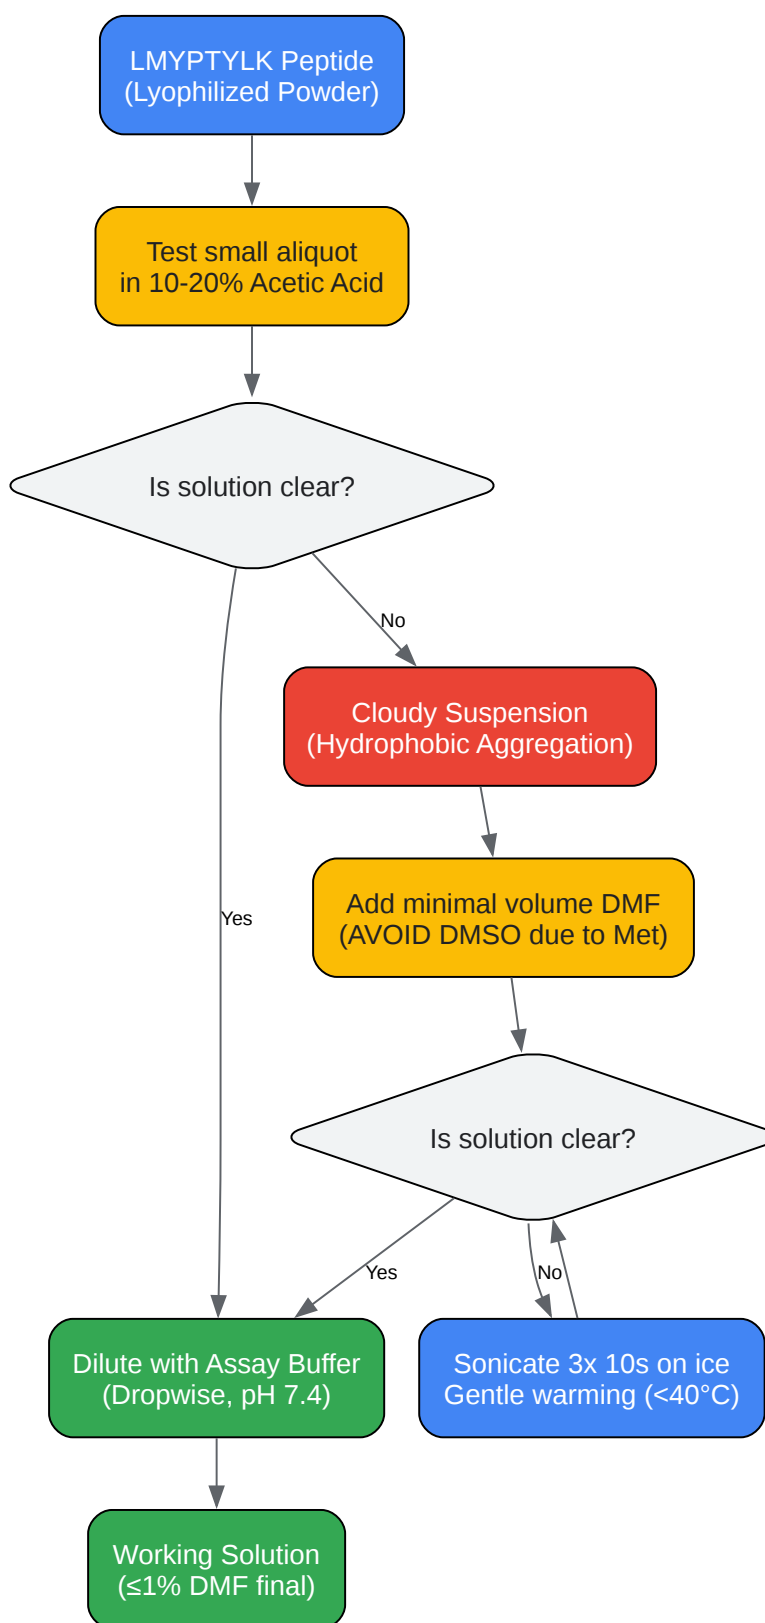 LMYPTYLK Peptide
(Lyophilized Powder)
Test small aliquot
in 10-20% Acetic Acid
Is solution clear?
No
Cloudy Suspension
(Hydrophobic Aggregation)
Add minimal volume DMF
(AVOID DMSO due to Met)
Yes
Is solution clear?
Yes
No
Dilute with Assay Buffer
(Dropwise, pH 7.4)
Sonicate 3x 10s on ice
Gentle warming (<40°C)
Working Solution
(≤1% DMF final)